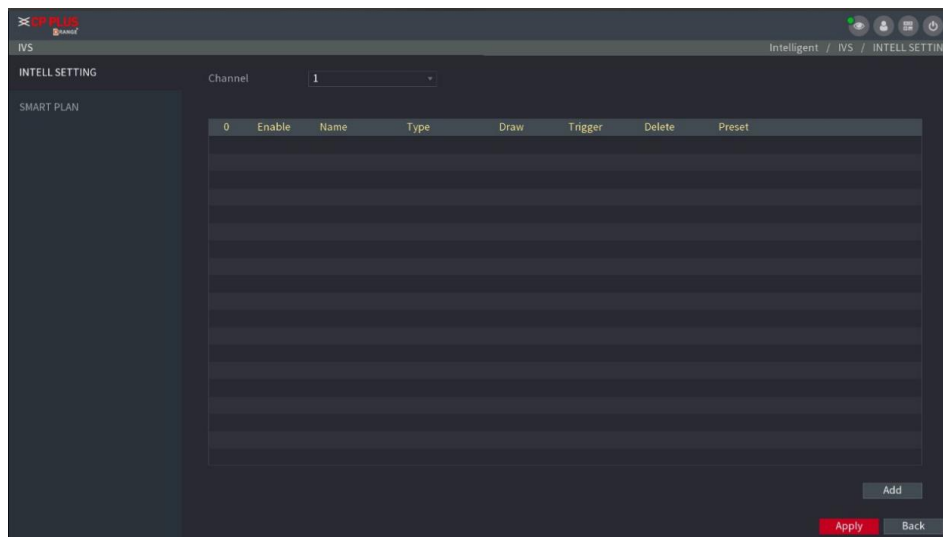 CP PLUS
RANGE
IVS
Intelligent / IVS / INTELL SETTIN
INTELL SETTING
Channel 1
SMART PLAN
0 Enable Name Type Draw Trigger Delete Preset
Add
Apply Back